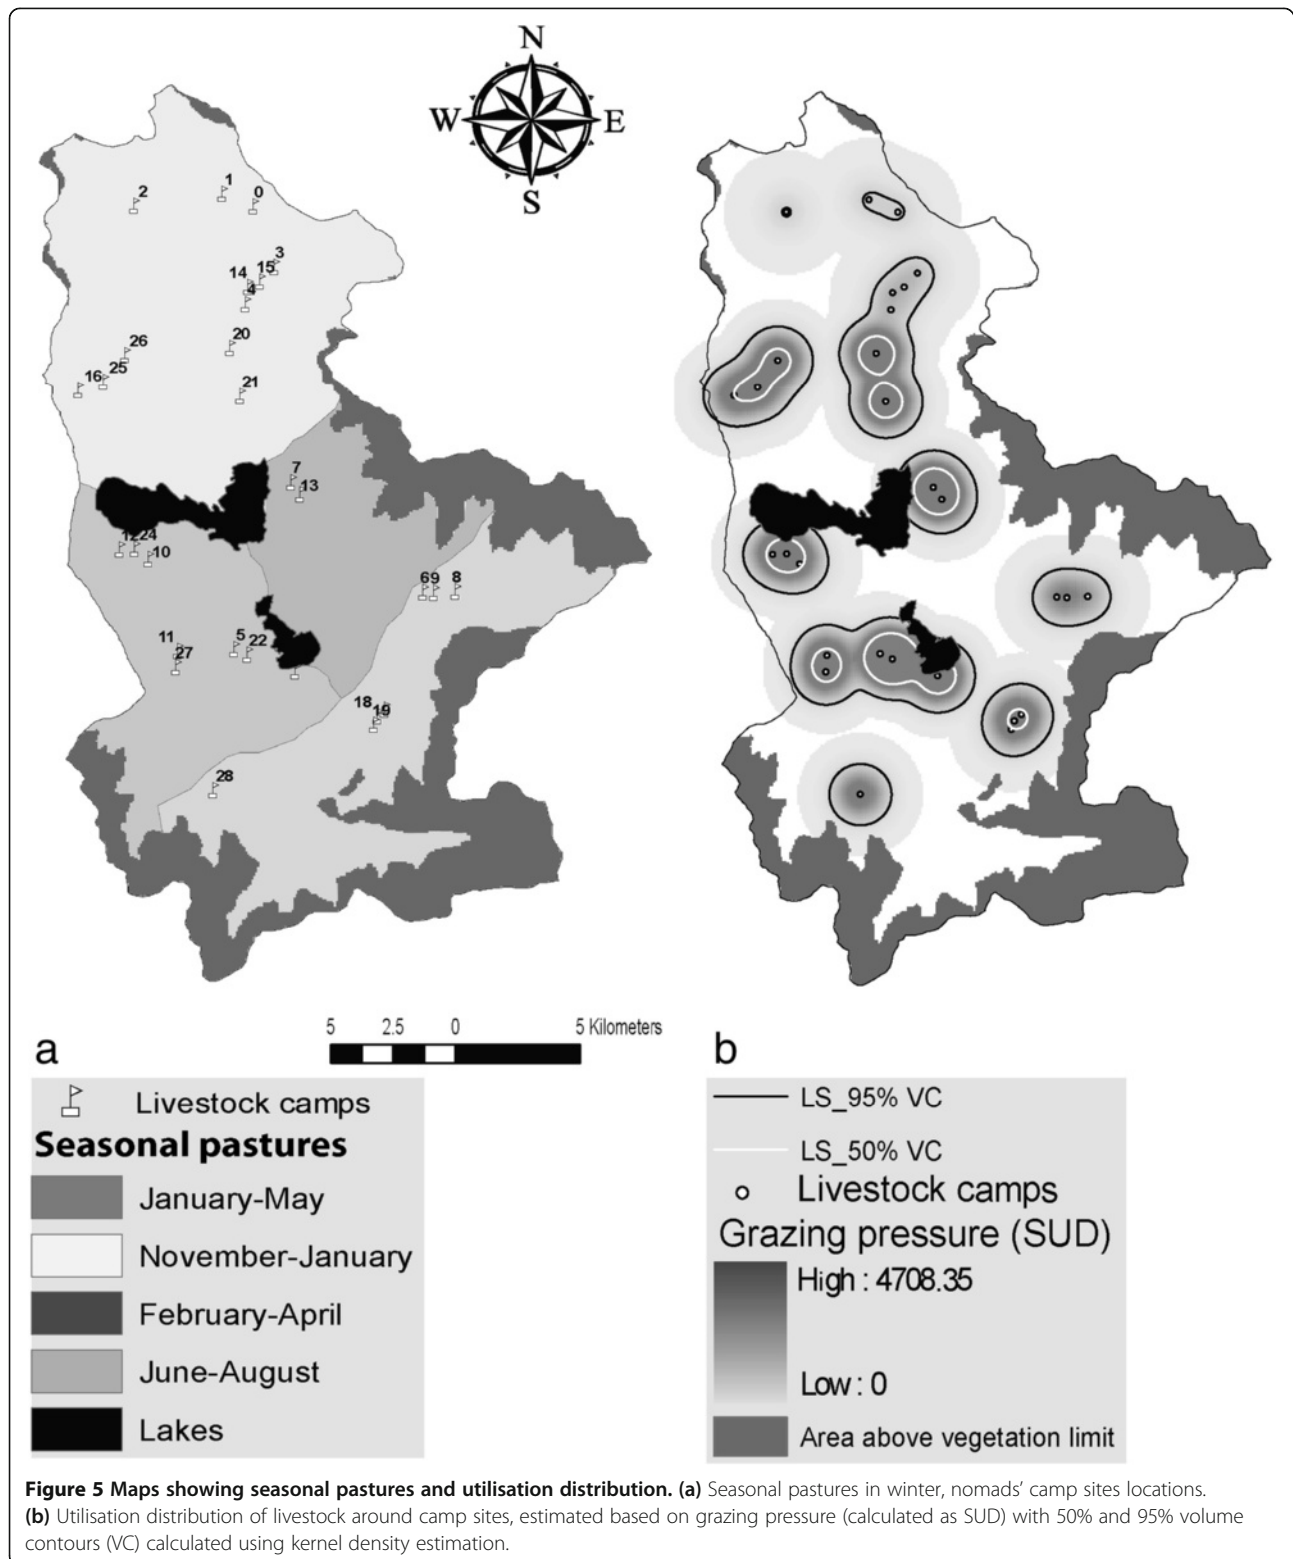 N
W E
S
2
1
0
3
14 15
4
20
26
25
16
21
7
13
12 24
10
6 9 8
11
5 22
27
18
19
28
5 2.5 0 5 Kilometers
a
Livestock camps
Seasonal pastures
January-May
November-January
February-April
June-August
Lakes
b
LS_95% VC
LS_50% VC
Livestock camps
Grazing pressure (SUD)
High : 4708.35
Low : 0
Area above vegetation limit
Figure 5 Maps showing seasonal pastures and utilisation distribution. (a) Seasonal pastures in winter, nomads' camp sites locations.
(b) Utilisation distribution of livestock around camp sites, estimated based on grazing pressure (calculated as SUD) with 50% and 95% volume
contours (VC) calculated using kernel density estimation.